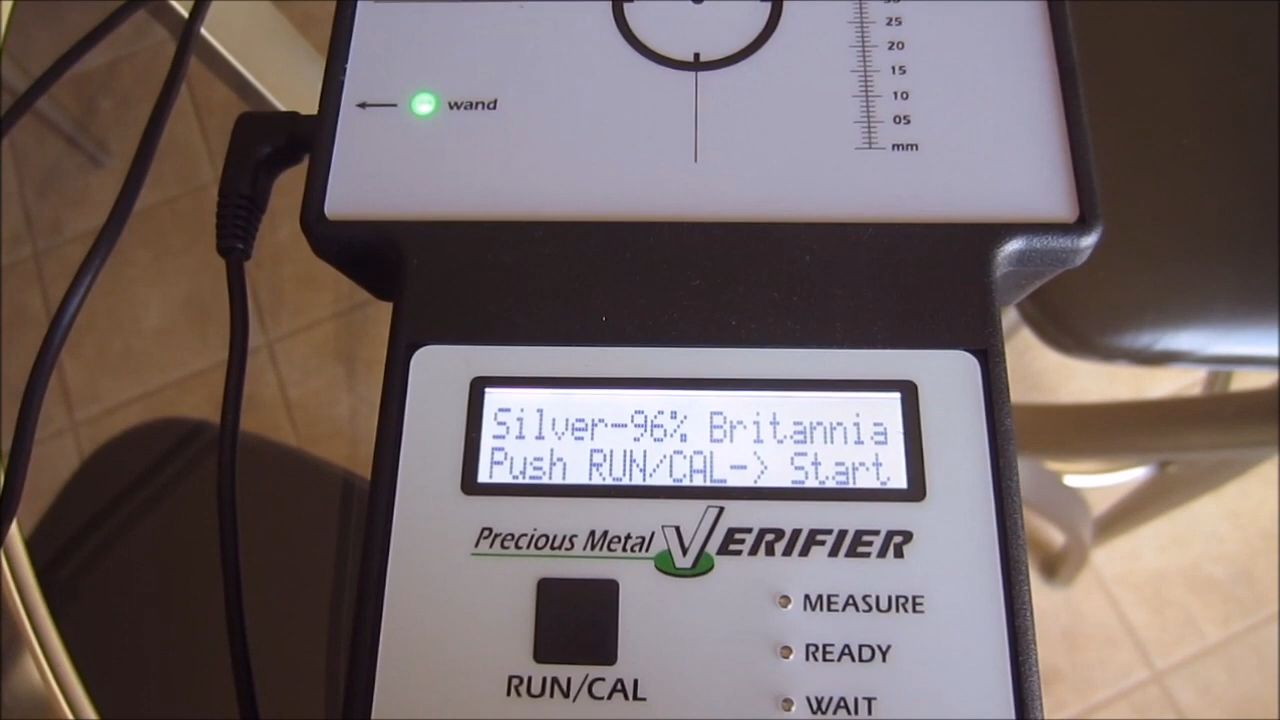 25
20
15
wand
10
05
mm
Silver-96% Britannia
Push RUN/CAL-> Start
Precious Metal VERIFIER
MEASURE
READY
RUN/CAL
WAIT